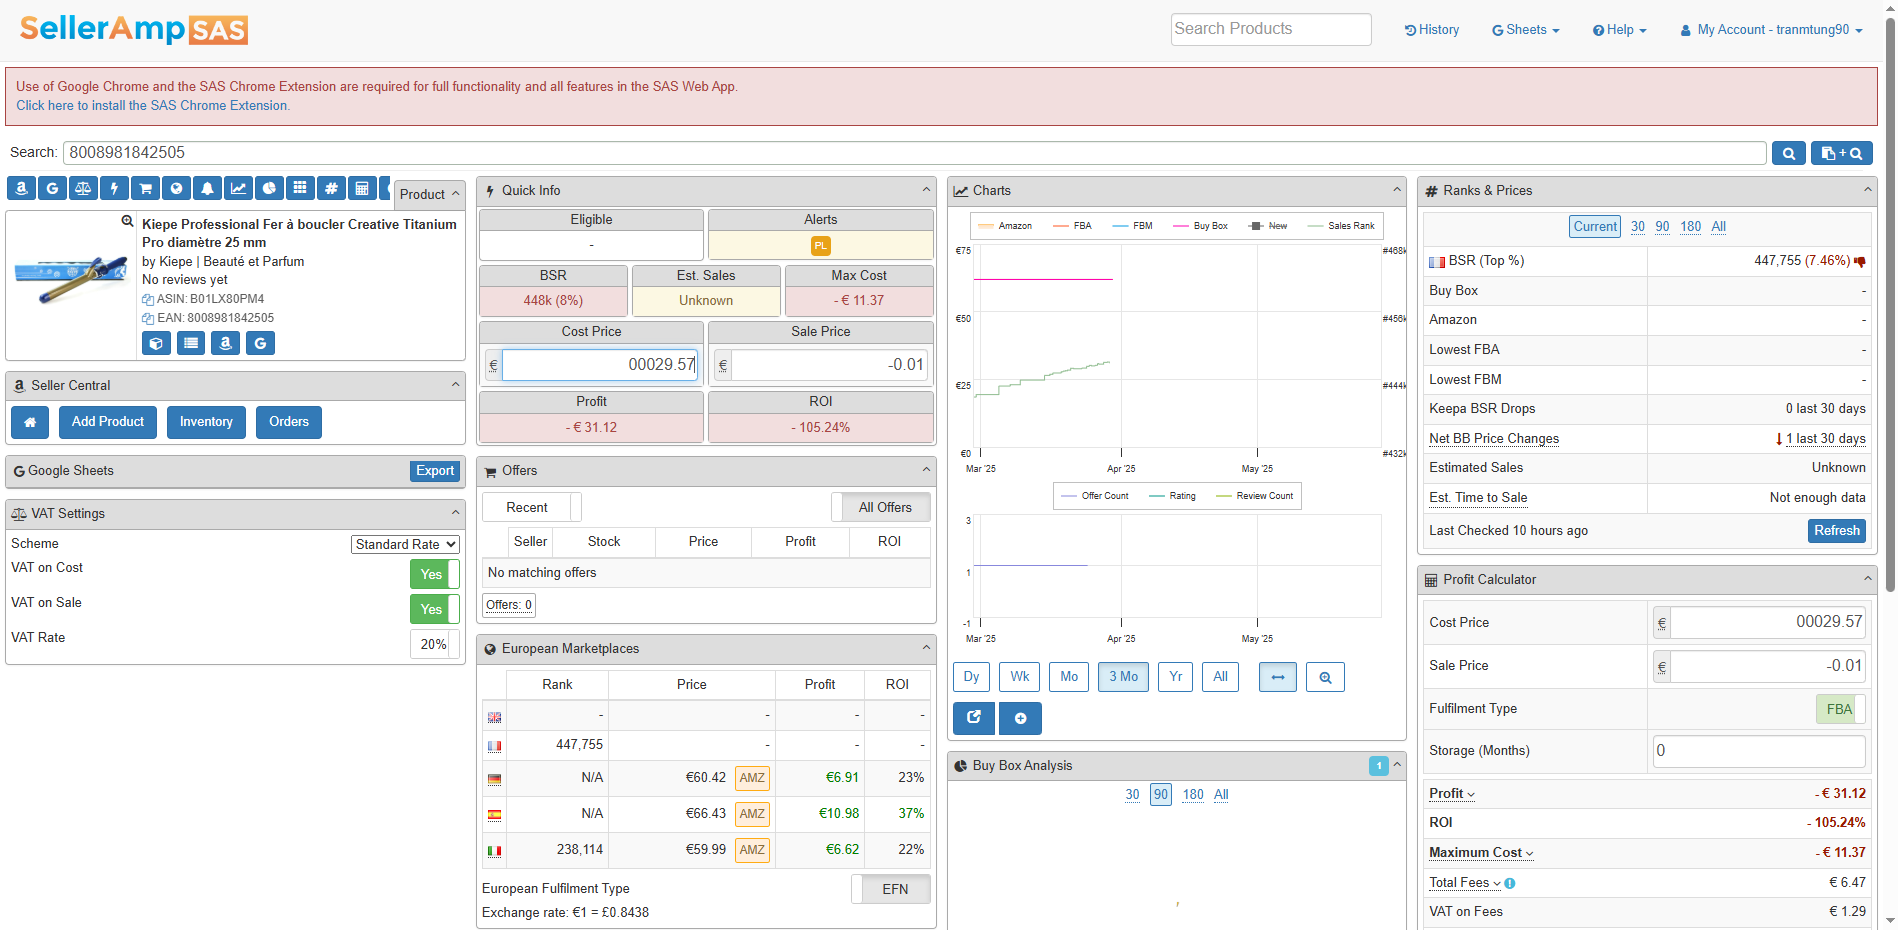 SellerAmp SAS
Search Products
History
Sheets
Help
My Account - tranmtung90
Use of Google Chrome and the SAS Chrome Extension are required for full functionality and all features in the SAS Web App.
Click here to install the SAS Chrome Extension.
Search:
8008981842505
Product
Kiepe Professional Fer à boucler Creative Titanium
Pro diamètre 25 mm
by Kiepe | Beauté et Parfum
No reviews yet
ASIN: B01LX80PM4
EAN: 8008981842505
Seller Central
Add Product
Inventory
Orders
Google Sheets
Export
VAT Settings
Scheme
Standard Rate
VAT on Cost
Yes
VAT on Sale
Yes
VAT Rate
20%
Quick Info
Eligible
Alerts
-
PL
BSR
Est. Sales
Max Cost
448k (8%)
Unknown
- € 11.37
Cost Price
Sale Price
€ 00029.57
€ -0.01
Profit
ROI
- € 31.12
- 105.24%
Offers
Recent
All Offers
Seller Stock Price Profit ROI
No matching offers
Offers: 0
European Marketplaces
Rank Price Profit ROI
- - - -
447,755 - - -
N/A €60.42 AMZ €6.91 23%
N/A €66.43 AMZ €10.98 37%
238,114 €59.99 AMZ €6.62 22%
European Fulfilment Type
EFN
Exchange rate: €1 = £0.8438
Charts
Amazon FBA FBM Buy Box New Sales Rank
€75 #468k
€50 #456k
€25 #444k
€0 #432k
Mar '25 Apr '25 May '25
Offer Count Rating Review Count
3
1
-1
Mar '25 Apr '25 May '25
Dy Wk Mo 3 Mo Yr All
Buy Box Analysis
1
30 90 180 All
Ranks & Prices
Current 30 90 180 All
BSR (Top %) 447,755 (7.46%)
Buy Box -
Amazon -
Lowest FBA -
Lowest FBM -
Keepa BSR Drops 0 last 30 days
Net BB Price Changes 1 last 30 days
Estimated Sales Unknown
Est. Time to Sale Not enough data
Last Checked 10 hours ago Refresh
Profit Calculator
Cost Price € 00029.57
Sale Price € -0.01
Fulfilment Type FBA
Storage (Months) 0
Profit - € 31.12
ROI - 105.24%
Maximum Cost - € 11.37
Total Fees € 6.47
VAT on Fees € 1.29